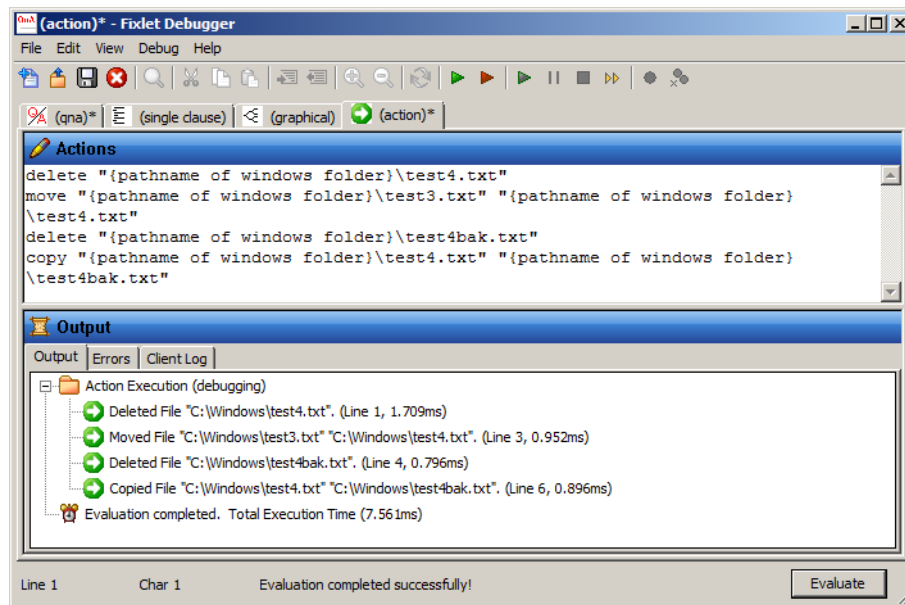 QnA (action)* - Fixlet Debugger
File Edit View Debug Help
(qna)* (single clause) (graphical) (action)*
Actions
delete "{pathname of windows folder}\test4.txt"
move "{pathname of windows folder}\test3.txt" "{pathname of windows folder}
\test4.txt"
delete "{pathname of windows folder}\test4bak.txt"
copy "{pathname of windows folder}\test4.txt" "{pathname of windows folder}
\test4bak.txt"
Output
Output Errors Client Log
Action Execution (debugging)
Deleted File "C:\Windows\test4.txt". (Line 1, 1.709ms)
Moved File "C:\Windows\test3.txt" "C:\Windows\test4.txt". (Line 3, 0.952ms)
Deleted File "C:\Windows\test4bak.txt". (Line 4, 0.796ms)
Copied File "C:\Windows\test4.txt" "C:\Windows\test4bak.txt". (Line 6, 0.896ms)
Evaluation completed. Total Execution Time (7.561ms)
Line 1 Char 1 Evaluation completed successfully! Evaluate